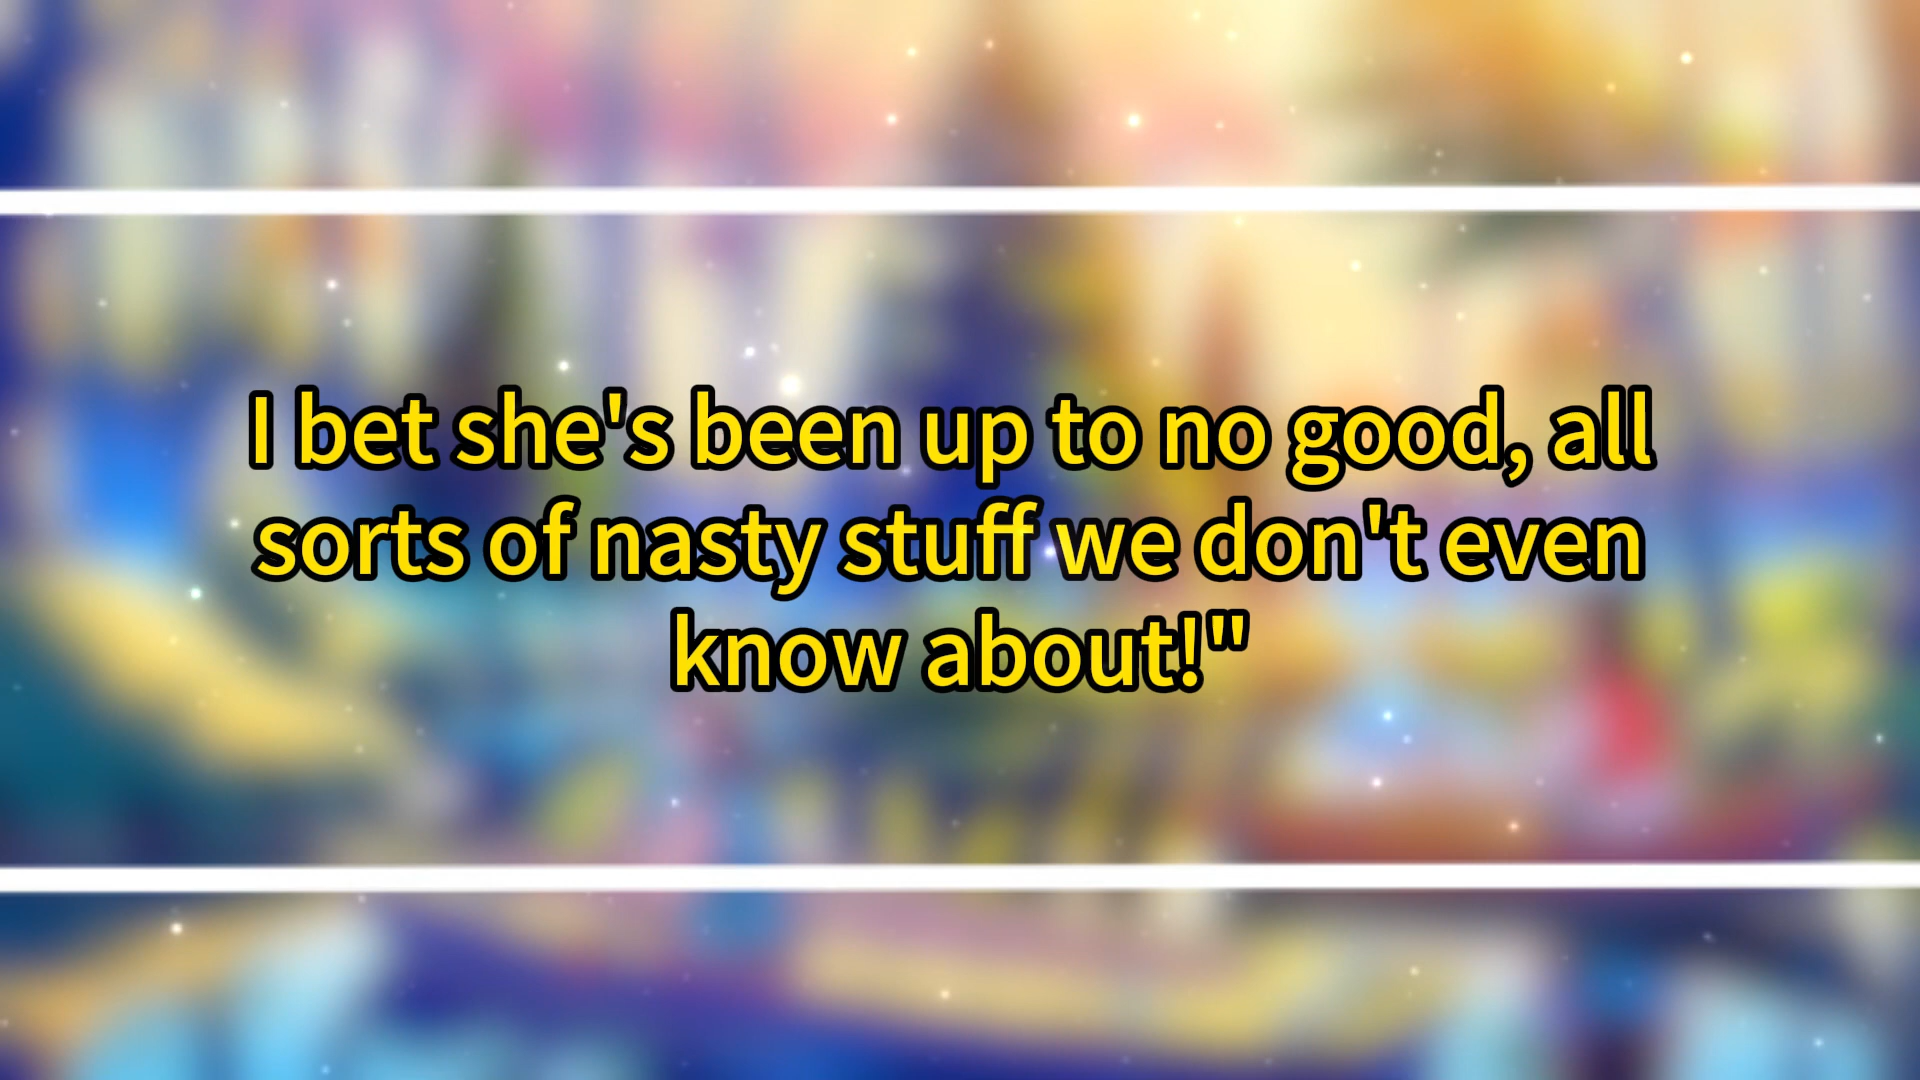 I bet she's been up to no good, all
sorts of nasty stuff we don't even
know about!"